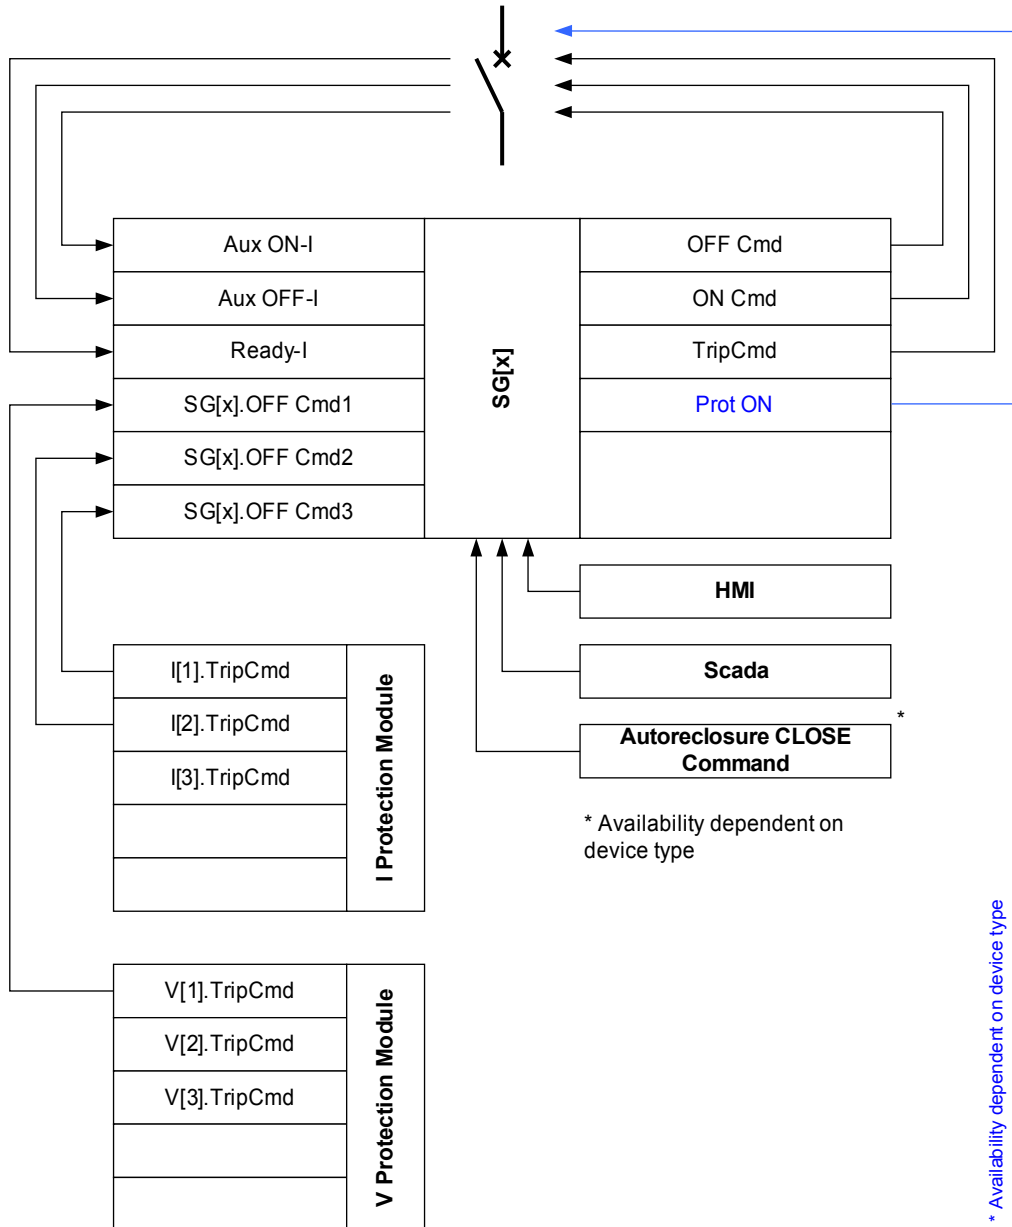 Aux ON-I
Aux OFF-I
Ready-I
SG[x].OFF Cmd1
SG[x].OFF Cmd2
SG[x].OFF Cmd3
SG[x]
OFF Cmd
ON Cmd
TripCmd
Prot ON
HMI
Scada
*
Autoreclosure CLOSE
Command
* Availability dependent on
device type
I[1].TripCmd
I[2].TripCmd
I[3].TripCmd
I Protection Module
V[1].TripCmd
V[2].TripCmd
V[3].TripCmd
V Protection Module
* Availability dependent on device type